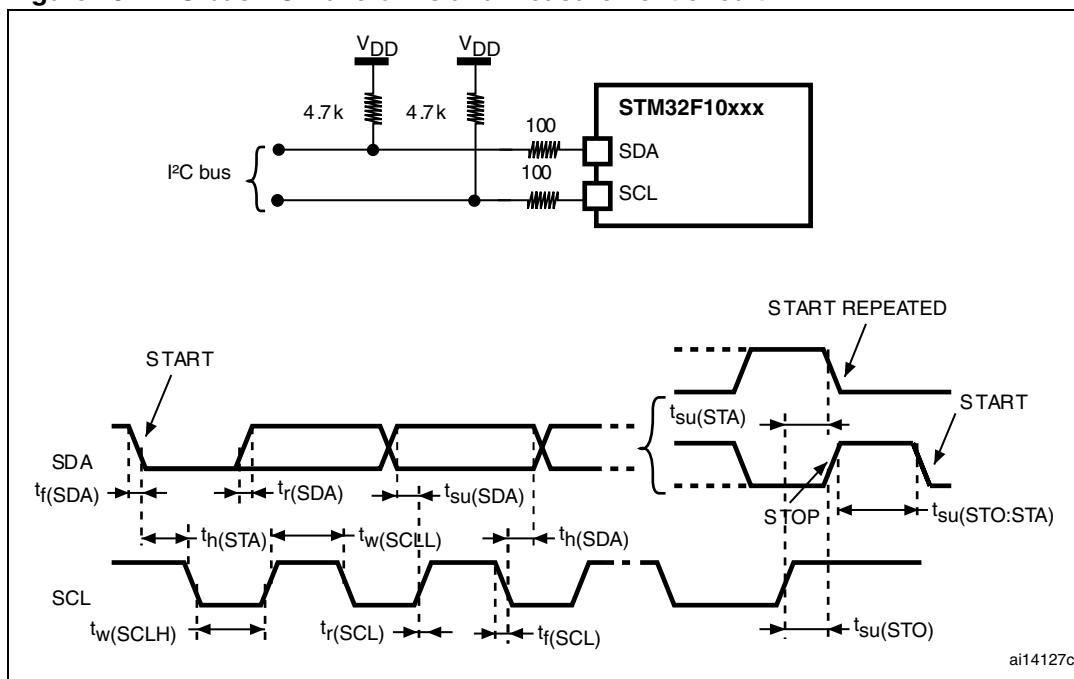 VDD VDD
4.7k 4.7k
STM32F10xxx
100
SDA
100
SCL
I²C bus
START REPEATED
START
tsu(STA)
START
SDA
tf(SDA)
tr(SDA)
tsu(SDA)
STOP
tsu(STO:STA)
th(STA)
tw(SCLL)
th(SDA)
SCL
tw(SCLH)
tr(SCL)
tf(SCL)
tsu(STO)
ai14127c